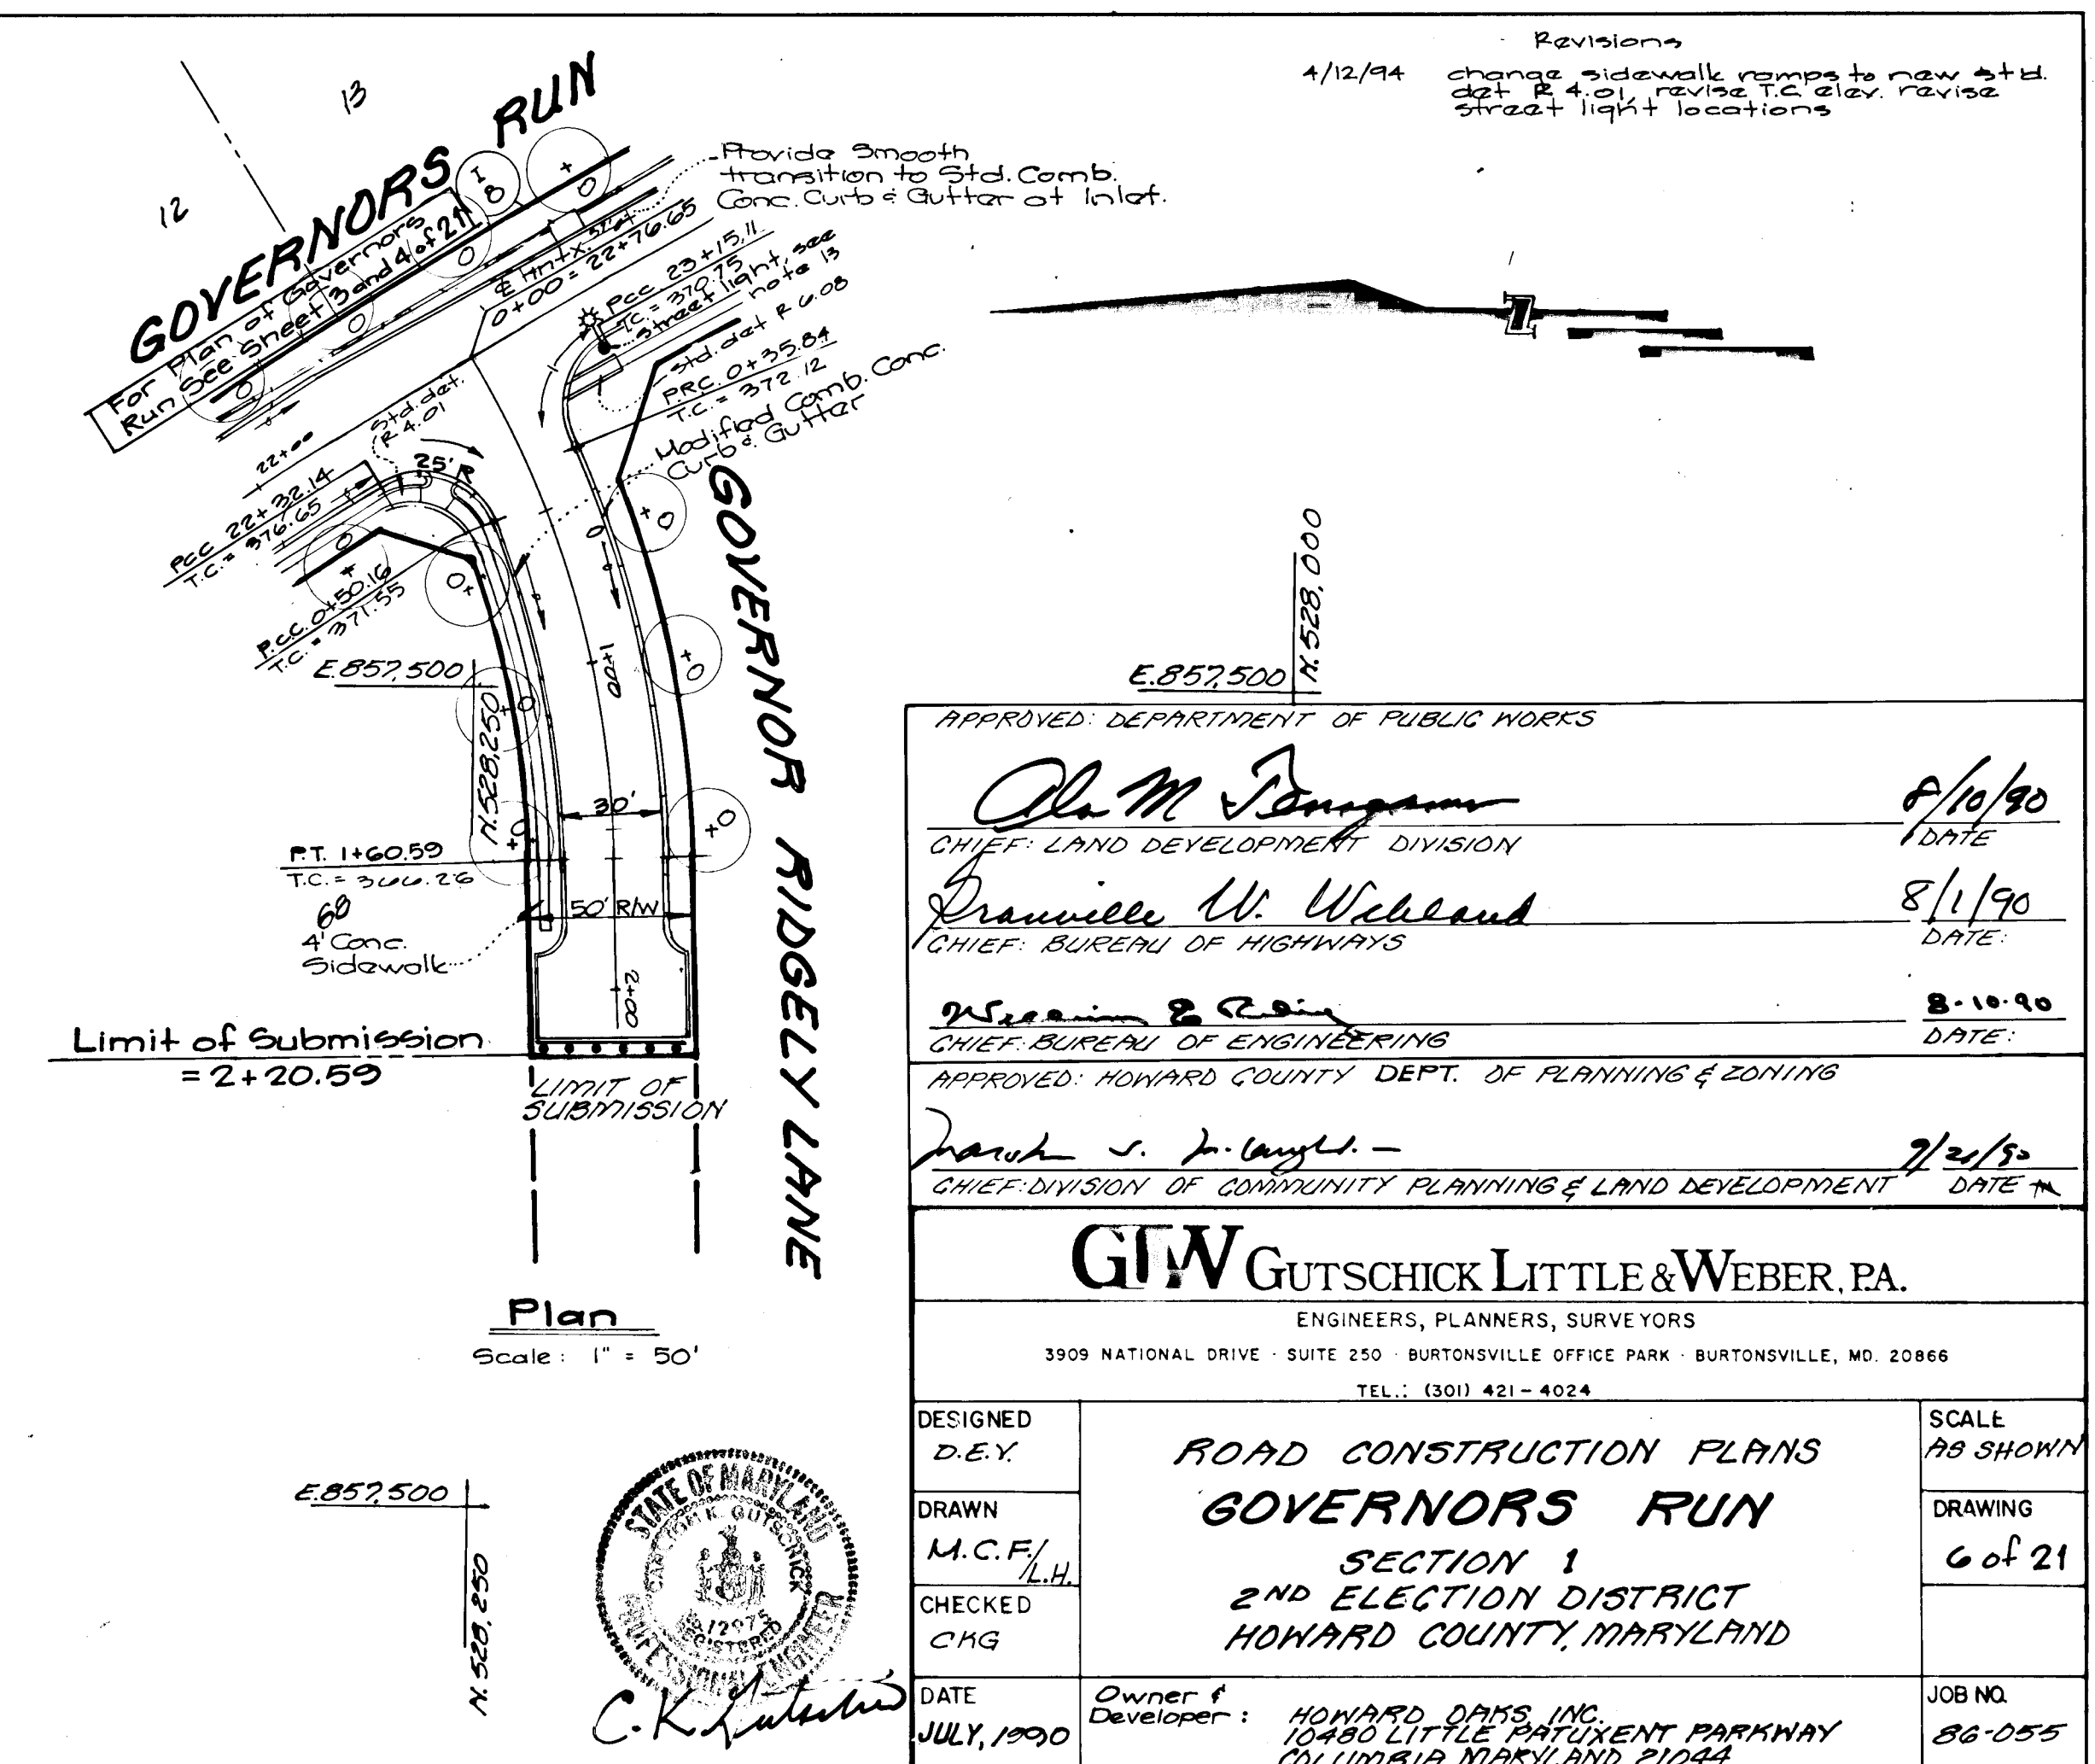 Revisions
4/12/94 change sidewalk ramps to new std.
det R 4.01, revise T.C. elev. revise
street light locations
13
12
GOVERNORS RUN
I
8
Provide Smooth
transition to Std. Comb.
Conc. Curb & Gutter at Inlet.
For Plan of Governors
Run See Sheet 3 and 4 of 21
0+00 = 22+76.65
PCC 23+15.11
T.C. = 370.75
Street light, see
note 13
std. det R 6.08
P.R.C. 0+35.84
T.C. = 372.12
Modified Comb. Conc.
Curb & Gutter
Std. det.
R 4.01
22+00
25' R
PCC 22+32.14
T.C. = 376.65
P.C.C. 0+50.16
T.C. = 371.55
E.857,500
N.528,250
1+00
GOVERNOR RIDGELY LANE
30'
P.T. 1+60.59
T.C. = 366.26
68
4' Conc.
Sidewalk
50' R/W
2+00
Limit of Submission
= 2+20.59
LIMIT OF
SUBMISSION
Plan
Scale: 1" = 50'
E.857,500
N.528,000
E.857,500
N.528,250
STATE OF MARYLAND
K. GUTSCHICK
REGISTERED
PROFESSIONAL ENGINEER
C.K. Gutschick
APPROVED: DEPARTMENT OF PUBLIC WORKS
8/10/90
CHIEF: LAND DEVELOPMENT DIVISION DATE
8/1/90
CHIEF: BUREAU OF HIGHWAYS DATE:
8-10-90
CHIEF: BUREAU OF ENGINEERING DATE:
APPROVED: HOWARD COUNTY DEPT. OF PLANNING & ZONING
CHIEF: DIVISION OF COMMUNITY PLANNING & LAND DEVELOPMENT DATE
GLW GUTSCHICK LITTLE & WEBER, P.A.
ENGINEERS, PLANNERS, SURVEYORS
3909 NATIONAL DRIVE · SUITE 250 · BURTONSVILLE OFFICE PARK · BURTONSVILLE, MD. 20866
TEL.: (301) 421-4024
DESIGNED
D.E.Y.
DRAWN
M.C.F./L.H.
CHECKED
CKG
DATE
JULY, 1990
ROAD CONSTRUCTION PLANS
GOVERNORS RUN
SECTION 1
2ND ELECTION DISTRICT
HOWARD COUNTY, MARYLAND
Owner &
Developer:
HOWARD OAKS, INC.
10480 LITTLE PATUXENT PARKWAY
COLUMBIA MARYLAND 21044
SCALE
AS SHOWN
DRAWING
6 of 21
JOB NO.
86-055